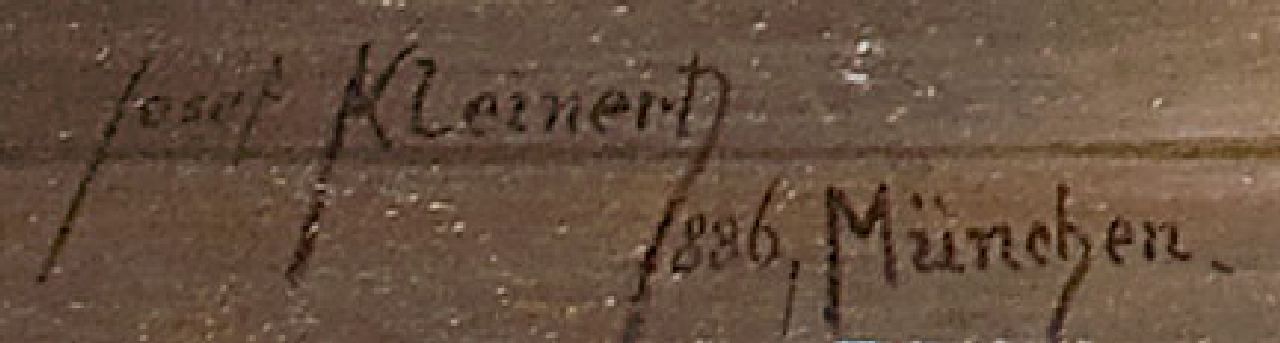 Josef Kleinert
1886, München.